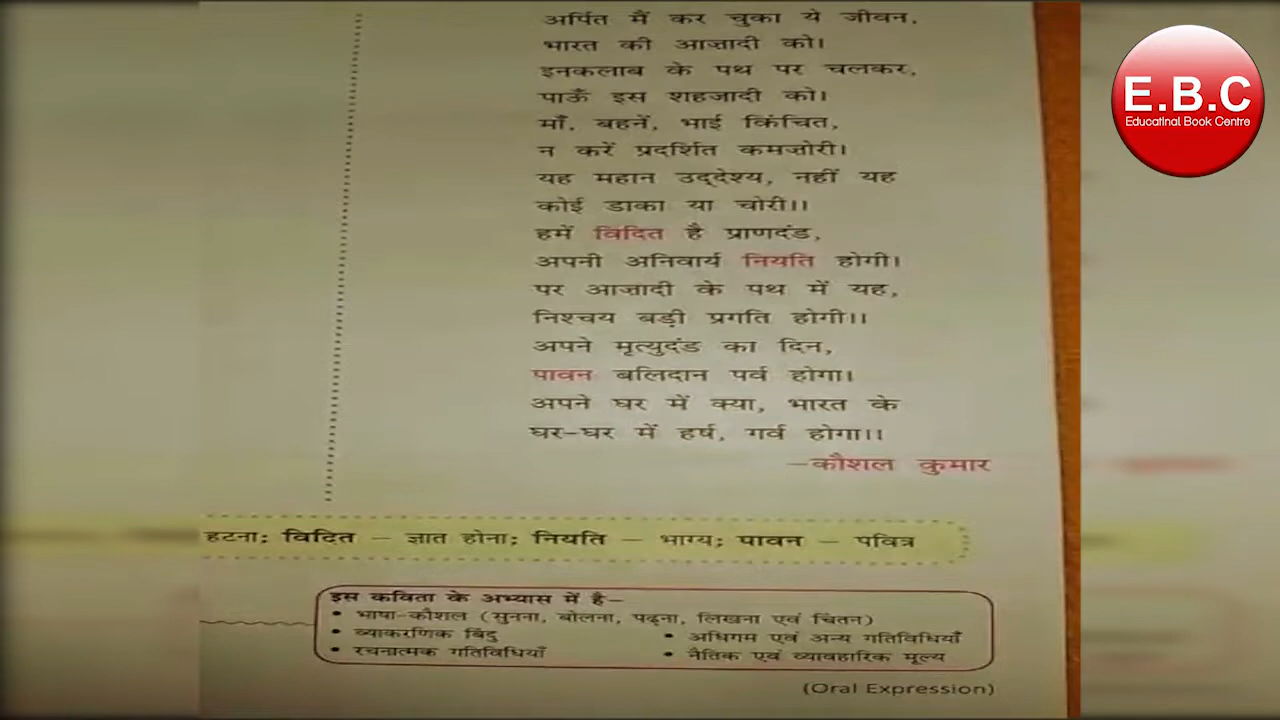 अर्पित मैं कर चुका ये जीवन,
भारत की आज़ादी को।
इनकलाब के पथ पर चलकर,
पाऊँ इस शहजादी को।
माँ, बहनें, भाई किंचित,
न करें प्रदर्शित कमज़ोरी।
यह महान उद्देश्य, नहीं यह
कोई डाका या चोरी।।
हमें विदित है प्राणदंड,
अपनी अनिवार्य नियति होगी।
पर आज़ादी के पथ में यह,
निश्चय बड़ी प्रगति होगी।।
अपने मृत्युदंड का दिन,
पावन बलिदान पर्व होगा।
अपने घर में क्या, भारत के
घर-घर में हर्ष, गर्व होगा।।
—कौशल कुमार
हटना; विदित – ज्ञात होना; नियति – भाग्य; पावन – पवित्र
इस कविता के अभ्यास में है—
• भाषा-कौशल (सुनना, बोलना, पढ़ना, लिखना एवं चिंतन)
• व्याकरणिक बिंदु
• अधिगम एवं अन्य गतिविधियाँ
• रचनात्मक गतिविधियाँ
• नैतिक एवं व्यावहारिक मूल्य
(Oral Expression)
E.B.C
Educatinal Book Centre